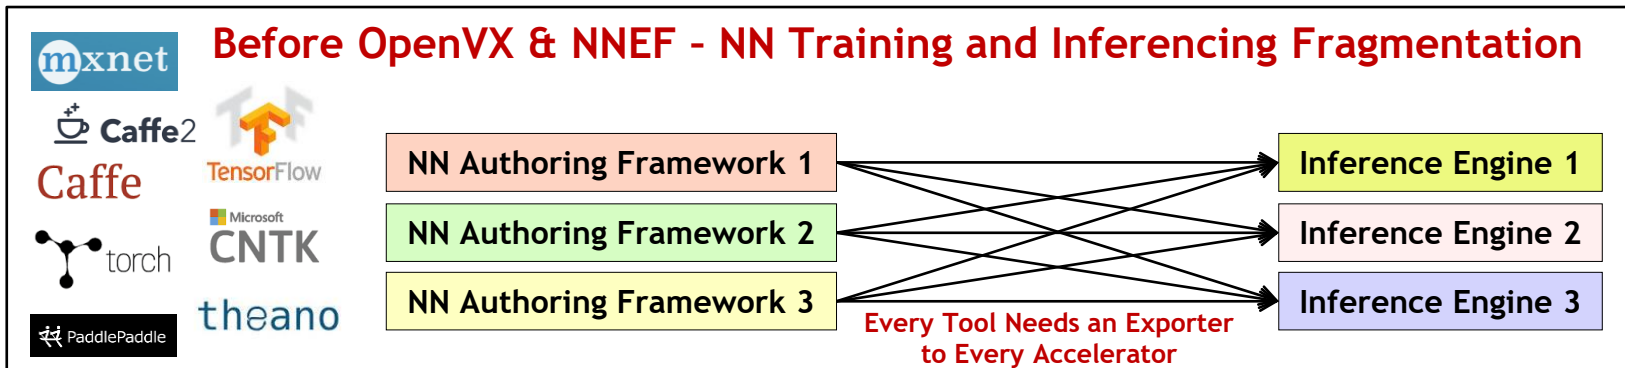 Before OpenVX & NNEF - NN Training and Inferencing Fragmentation
mxnet
Caffe2
TensorFlow
Caffe
Microsoft
CNTK
torch
theano
PaddlePaddle
NN Authoring Framework 1
NN Authoring Framework 2
NN Authoring Framework 3
Inference Engine 1
Inference Engine 2
Inference Engine 3
Every Tool Needs an Exporter
to Every Accelerator